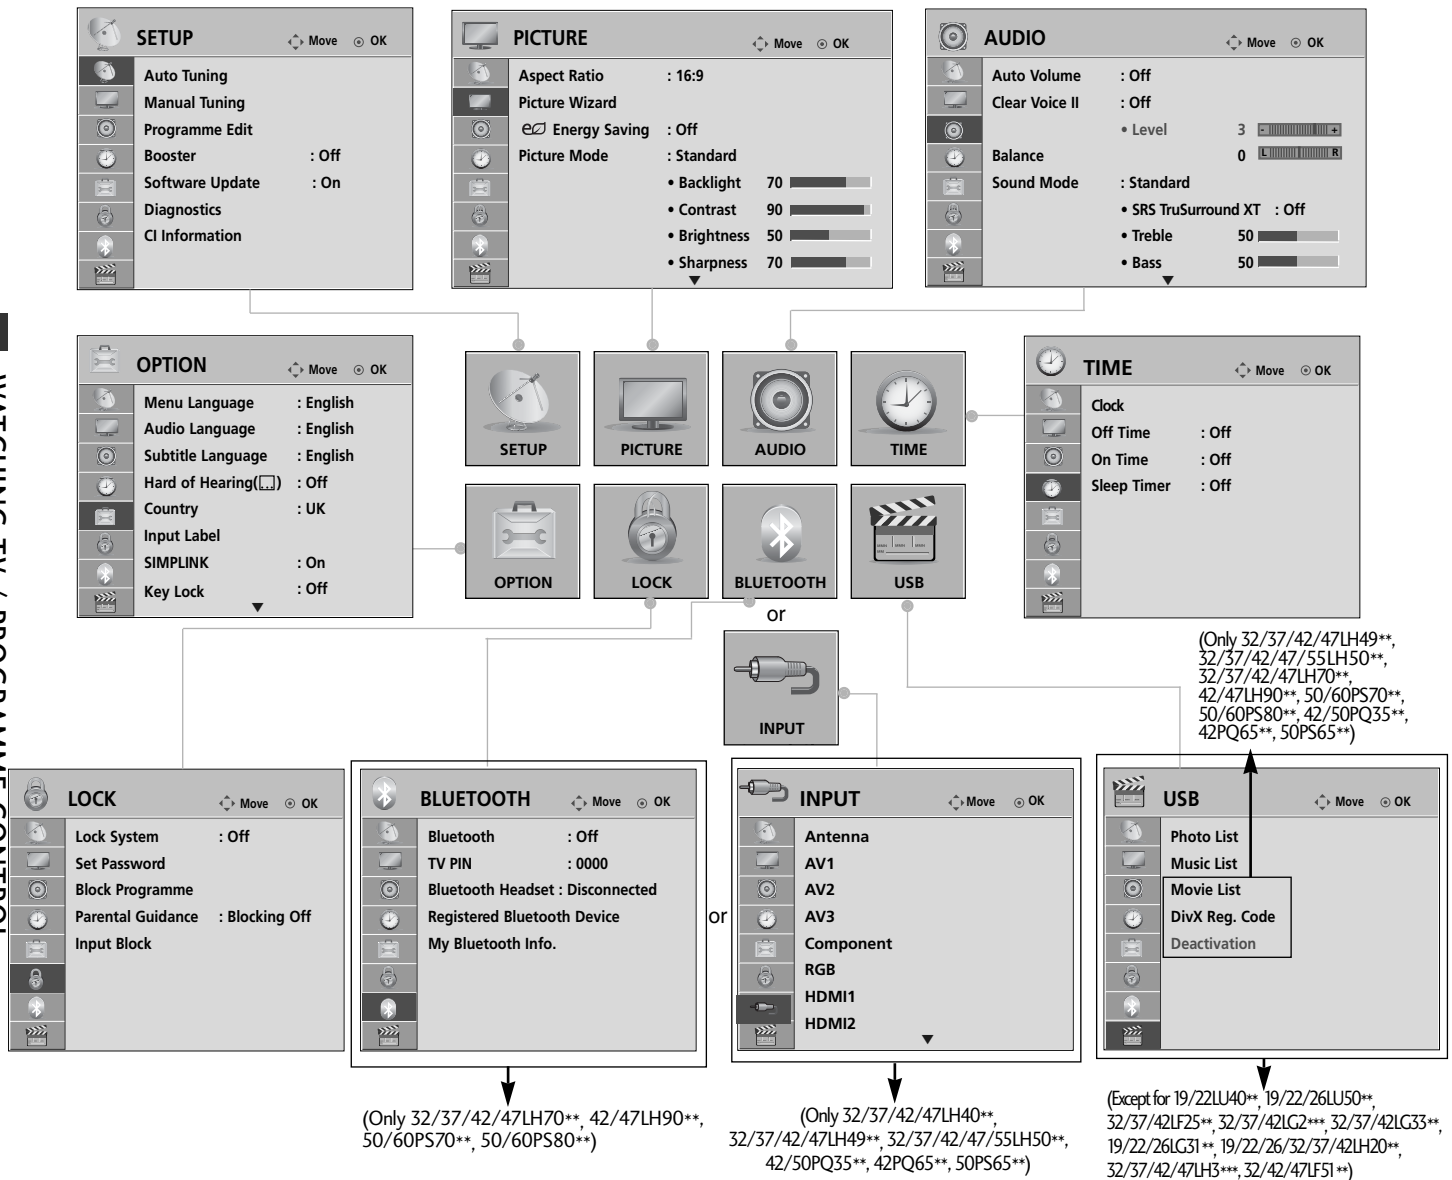 SETUP Move OK
Auto Tuning
Manual Tuning
Programme Edit
Booster : Off
Software Update : On
Diagnostics
CI Information
PICTURE Move OK
Aspect Ratio : 16:9
Picture Wizard
Energy Saving : Off
Picture Mode : Standard
• Backlight 70
• Contrast 90
• Brightness 50
• Sharpness 70
AUDIO Move OK
Auto Volume : Off
Clear Voice II : Off
• Level 3 - +
Balance 0 L R
Sound Mode : Standard
• SRS TruSurround XT : Off
• Treble 50
• Bass 50
OPTION Move OK
Menu Language : English
Audio Language : English
Subtitle Language : English
Hard of Hearing( ) : Off
Country : UK
Input Label
SIMPLINK : On
Key Lock : Off
SETUP
PICTURE
AUDIO
TIME
OPTION
LOCK
BLUETOOTH
USB
or
INPUT
TIME Move OK
Clock
Off Time : Off
On Time : Off
Sleep Timer : Off
(Only 32/37/42/47LH49**,
32/37/42/47/55LH50**,
32/37/42/47LH70**,
42/47LH90**, 50/60PS70**,
50/60PS80**, 42/50PQ35**,
42PQ65**, 50PS65**)
WATCHING TV / PROGRAMME CONTROL
LOCK Move OK
Lock System : Off
Set Password
Block Programme
Parental Guidance : Blocking Off
Input Block
BLUETOOTH Move OK
Bluetooth : Off
TV PIN : 0000
Bluetooth Headset : Disconnected
Registered Bluetooth Device
My Bluetooth Info.
(Only 32/37/42/47LH70**, 42/47LH90**,
50/60PS70**, 50/60PS80**)
or
INPUT Move OK
Antenna
AV1
AV2
AV3
Component
RGB
HDMI1
HDMI2
(Only 32/37/42/47LH40**,
32/37/42/47LH49**, 32/37/42/47/55LH50**,
42/50PQ35**, 42PQ65**, 50PS65**)
USB Move OK
Photo List
Music List
Movie List
DivX Reg. Code
Deactivation
(Except for 19/22LU40**, 19/22/26LU50**,
32/37/42LF25**, 32/37/42LG2***, 32/37/42LG33**,
19/22/26LG31**, 19/22/26/32/37/42LH20**,
32/37/42/47LH3***, 32/42/47LF51**)